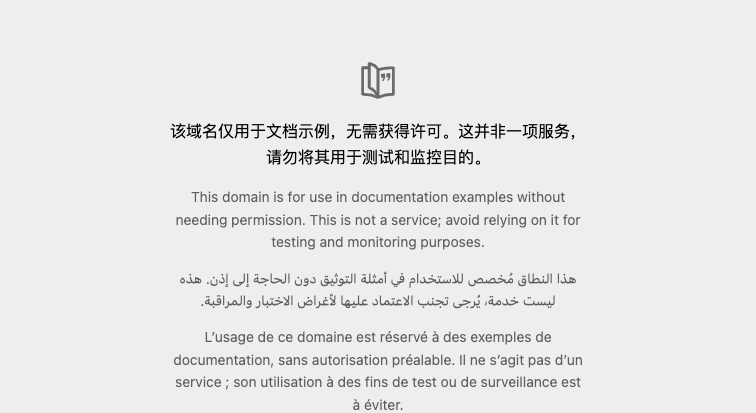 该域名仅用于文档示例，无需获得许可。这并非一项服务，
请勿将其用于测试和监控目的。
This domain is for use in documentation examples without
needing permission. This is not a service; avoid relying on it for
testing and monitoring purposes.
هذا النطاق مُخصص للاستخدام في أمثلة التوثيق دون الحاجة إلى إذن. هذه
ليست خدمة، يُرجى تجنب الاعتماد عليها لأغراض الاختبار والمراقبة.
L’usage de ce domaine est réservé à des exemples de
documentation, sans autorisation préalable. Il ne s’agit pas d’un
service ; son utilisation à des fins de test ou de surveillance est
à éviter.